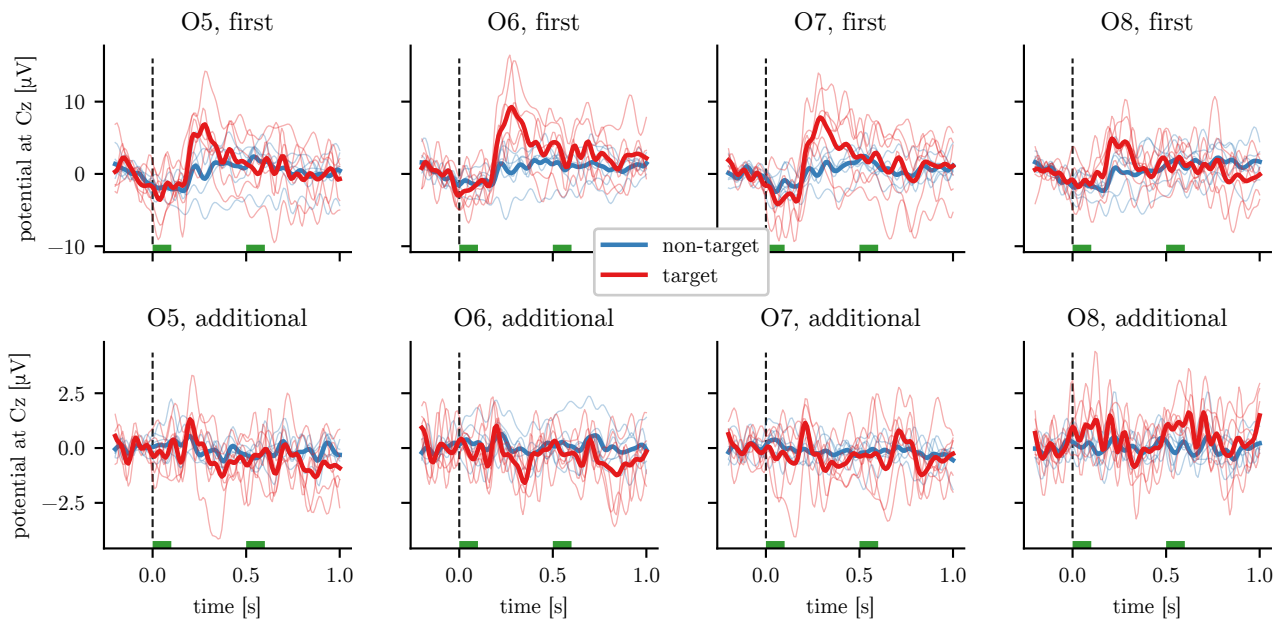 O5, first
O6, first
O7, first
O8, first
potential at Cz [µV]
10
0
−10
non-target
target
O5, additional
O6, additional
O7, additional
O8, additional
potential at Cz [µV]
2.5
0.0
−2.5
0.0 0.5 1.0
0.0 0.5 1.0
0.0 0.5 1.0
0.0 0.5 1.0
time [s]
time [s]
time [s]
time [s]